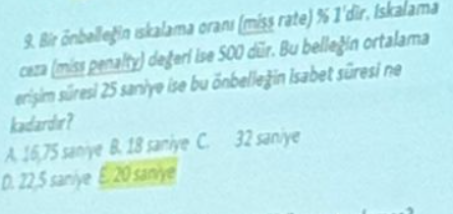 9. Bir önbelleğin ıskalama oranı (miss rate) % 1'dir. Iskalama
ceza (miss penalty) değeri ise 500 dür. Bu belleğin ortalama
erişim süresi 25 saniye ise bu önbelleğin isabet süresi ne
kadardır?
A. 16,75 saniye B. 18 saniye C. 32 saniye
D. 22,5 saniye E. 20 saniye